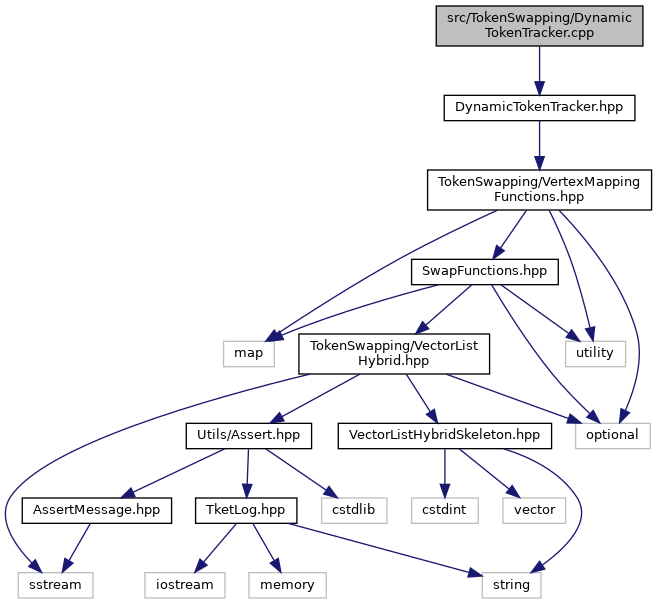 src/TokenSwapping/Dynamic
TokenTracker.cpp
DynamicTokenTracker.hpp
TokenSwapping/VertexMapping
Functions.hpp
SwapFunctions.hpp
map
TokenSwapping/VectorList
Hybrid.hpp
utility
Utils/Assert.hpp
VectorListHybridSkeleton.hpp
optional
AssertMessage.hpp
TketLog.hpp
cstdlib
cstdint
vector
sstream
iostream
memory
string